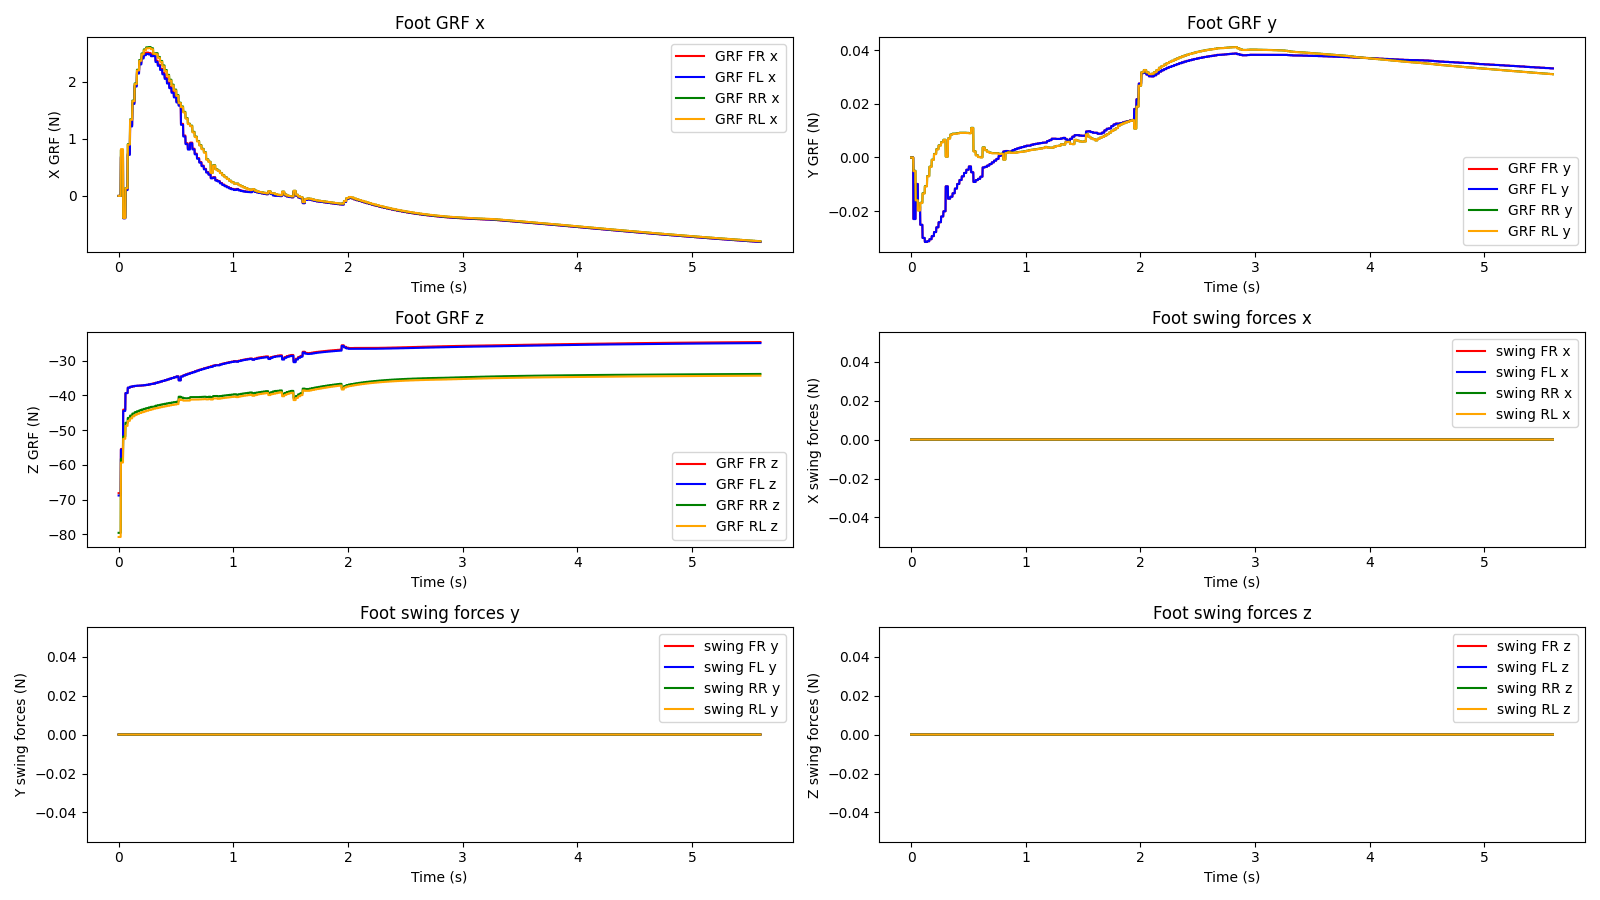 Foot GRF x
X GRF (N)
2
1
0
GRF FR x
GRF FL x
GRF RR x
GRF RL x
0 1 2 3 4 5
Time (s)
Foot GRF y
Y GRF (N)
0.04
0.02
0.00
−0.02
GRF FR y
GRF FL y
GRF RR y
GRF RL y
0 1 2 3 4 5
Time (s)
Foot GRF z
Z GRF (N)
−30
−40
−50
−60
−70
−80
GRF FR z
GRF FL z
GRF RR z
GRF RL z
0 1 2 3 4 5
Time (s)
Foot swing forces x
X swing forces (N)
0.04
0.02
0.00
−0.02
−0.04
swing FR x
swing FL x
swing RR x
swing RL x
0 1 2 3 4 5
Time (s)
Foot swing forces y
Y swing forces (N)
0.04
0.02
0.00
−0.02
−0.04
swing FR y
swing FL y
swing RR y
swing RL y
0 1 2 3 4 5
Time (s)
Foot swing forces z
Z swing forces (N)
0.04
0.02
0.00
−0.02
−0.04
swing FR z
swing FL z
swing RR z
swing RL z
0 1 2 3 4 5
Time (s)